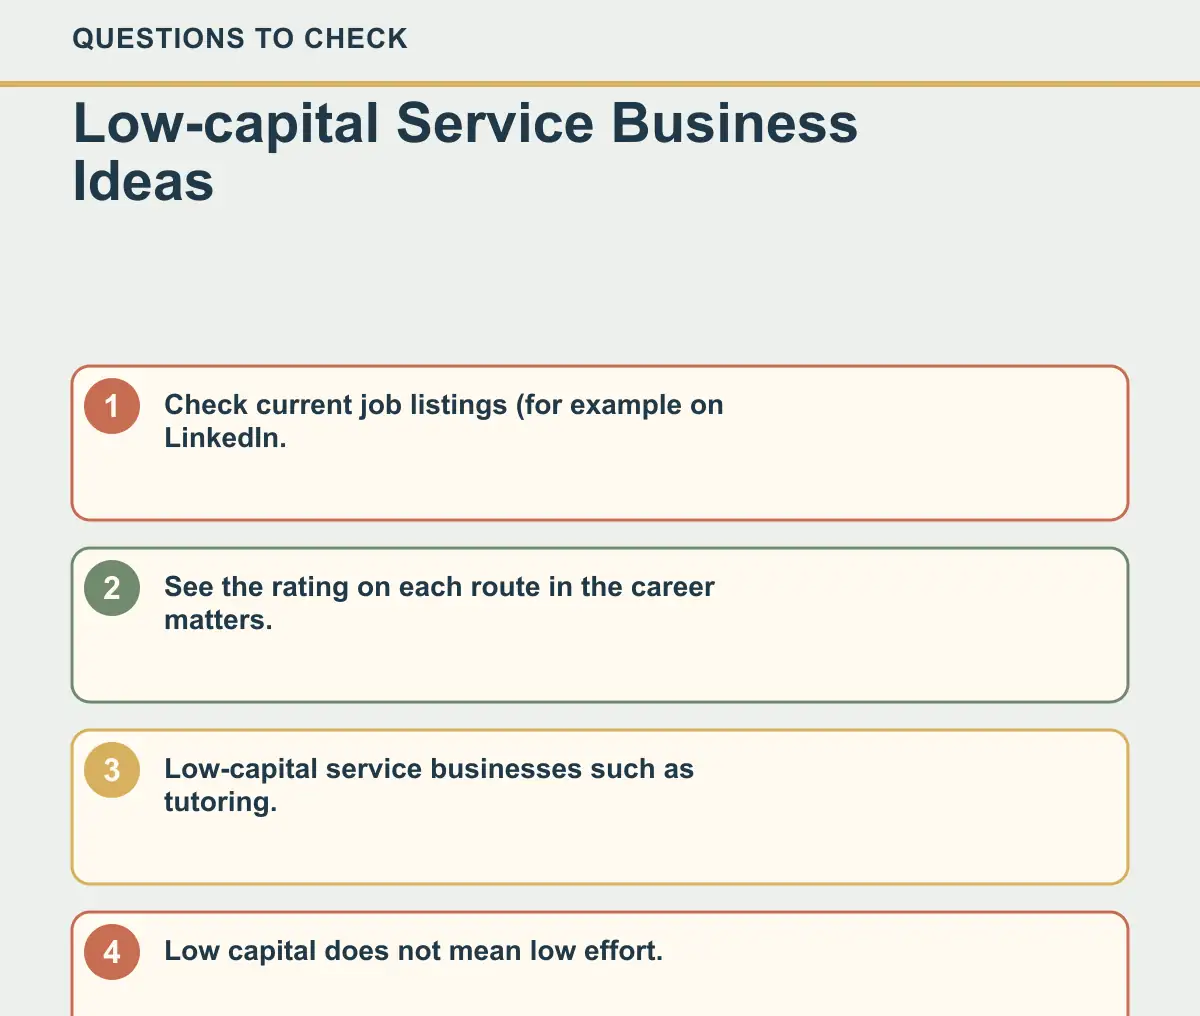 QUESTIONS TO CHECK
Low-capital Service Business
Ideas
1
Check current job listings (for example on
LinkedIn.
2
See the rating on each route in the career
matters.
3
Low-capital service businesses such as
tutoring.
4
Low capital does not mean low effort.